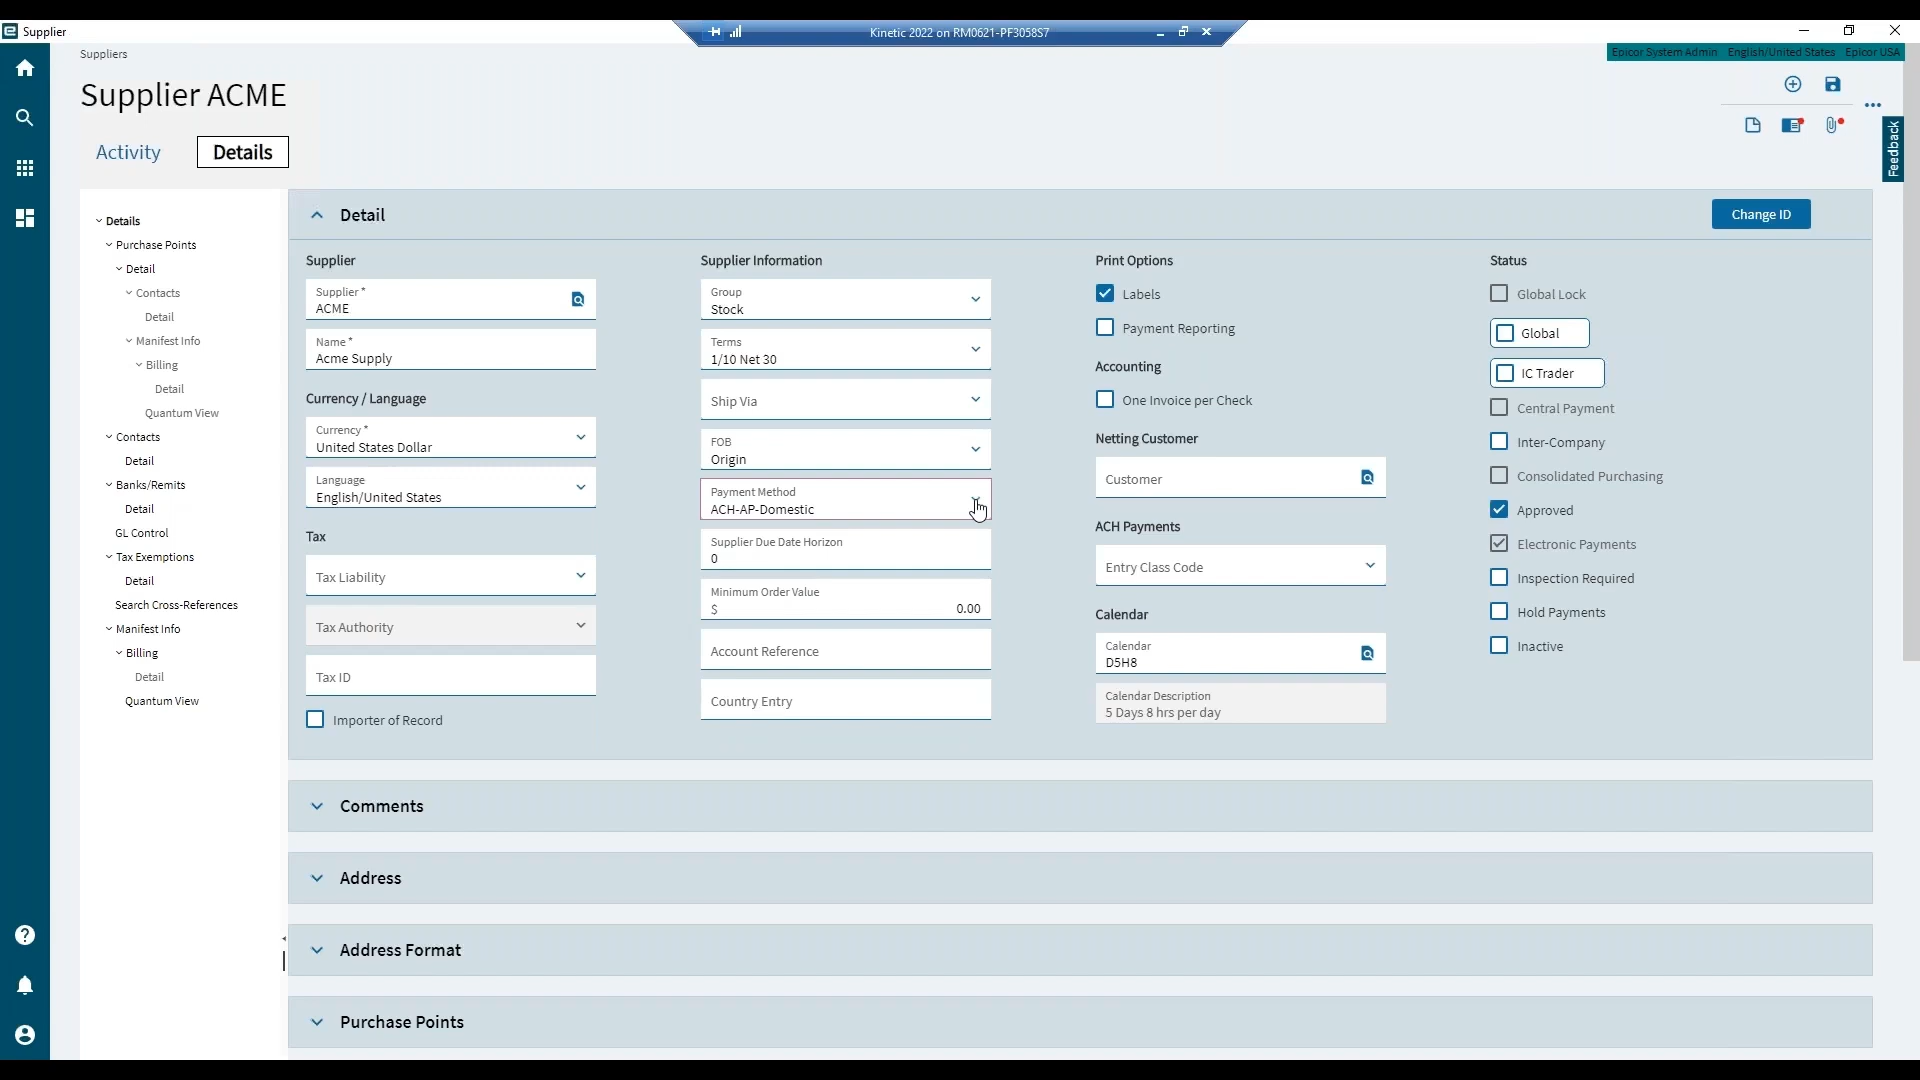 Supplier
Kinetic 2022 on RM0621-PF3058S7
Suppliers
Epicor System Admin English/United States Epicor USA
Supplier ACME
Feedback
Activity
Details
Details
Purchase Points
Detail
Contacts
Detail
Manifest Info
Billing
Detail
Quantum View
Contacts
Detail
Banks/Remits
Detail
GL Control
Tax Exemptions
Detail
Search Cross-References
Manifest Info
Billing
Detail
Quantum View
Detail
Change ID
Supplier
Supplier *
ACME
Name *
Acme Supply
Currency / Language
Currency *
United States Dollar
Language
English/United States
Tax
Tax Liability
Tax Authority
Tax ID
Importer of Record
Supplier Information
Group
Stock
Terms
1/10 Net 30
Ship Via
FOB
Origin
Payment Method
ACH-AP-Domestic
Supplier Due Date Horizon
0
Minimum Order Value
$ 0.00
Account Reference
Country Entry
Print Options
Labels
Payment Reporting
Accounting
One Invoice per Check
Netting Customer
Customer
ACH Payments
Entry Class Code
Calendar
Calendar
D5H8
Calendar Description
5 Days 8 hrs per day
Status
Global Lock
Global
IC Trader
Central Payment
Inter-Company
Consolidated Purchasing
Approved
Electronic Payments
Inspection Required
Hold Payments
Inactive
Comments
Address
Address Format
Purchase Points